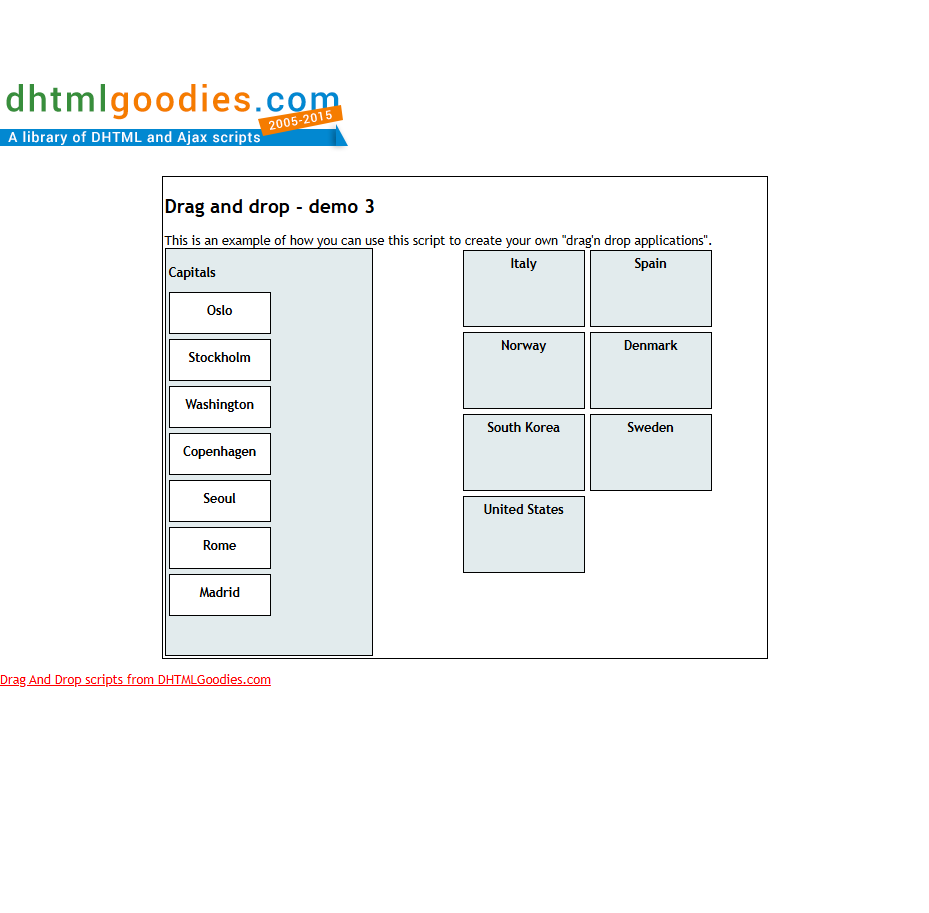 dhtmlgoodies.com
2005-2015
A library of DHTML and Ajax scripts
Drag and drop - demo 3
This is an example of how you can use this script to create your own "drag'n drop applications".
Capitals
Oslo
Stockholm
Washington
Copenhagen
Seoul
Rome
Madrid
Italy
Spain
Norway
Denmark
South Korea
Sweden
United States
Drag And Drop scripts from DHTMLGoodies.com